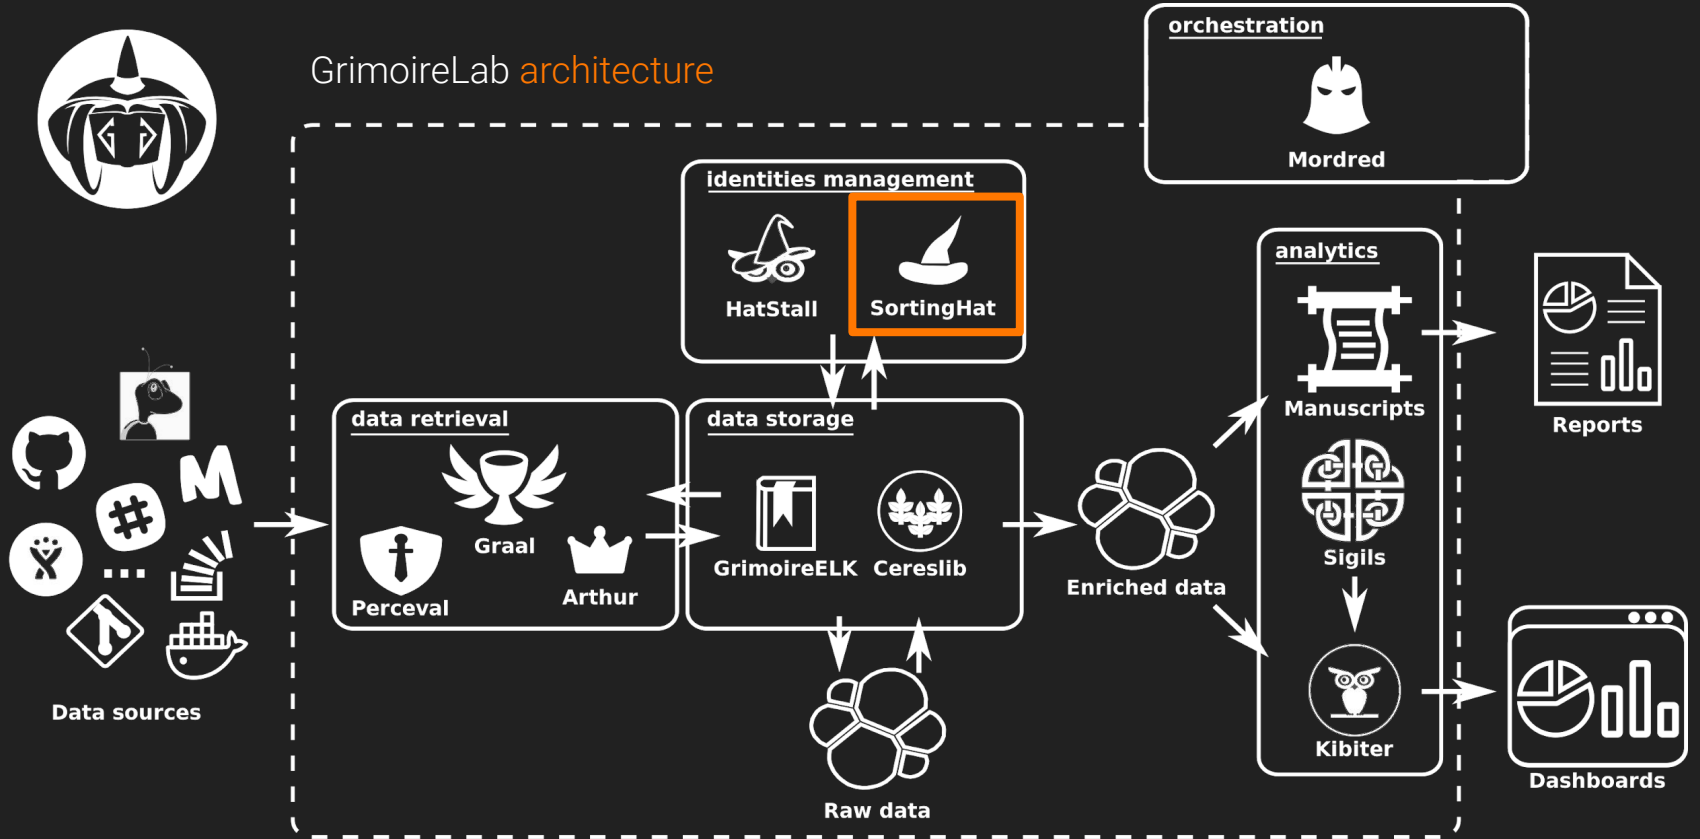 GrimoireLab architecture
orchestration
Mordred
identities management
HatStall
SortingHat
analytics
Manuscripts
Sigils
Kibiter
Reports
Dashboards
data retrieval
Graal
Perceval
Arthur
data storage
GrimoireELK
Cereslib
Enriched data
Raw data
...
Data sources